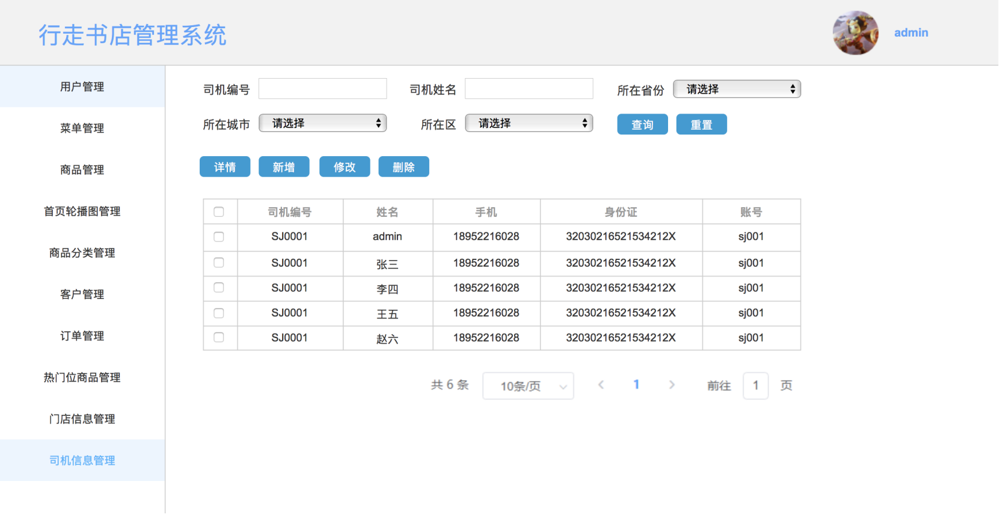 行走书店管理系统
admin
用户管理
菜单管理
商品管理
首页轮播图管理
商品分类管理
客户管理
订单管理
热门位商品管理
门店信息管理
司机信息管理
司机编号 司机姓名 所在省份 请选择
所在城市 请选择 所在区 请选择 查询 重置
详情 新增 修改 删除
司机编号 姓名 手机 身份证 账号
SJ0001 admin 18952216028 32030216521534212X sj001
SJ0001 张三 18952216028 32030216521534212X sj001
SJ0001 李四 18952216028 32030216521534212X sj001
SJ0001 王五 18952216028 32030216521534212X sj001
SJ0001 赵六 18952216028 32030216521534212X sj001
共 6 条 10条/页 1 前往 1 页